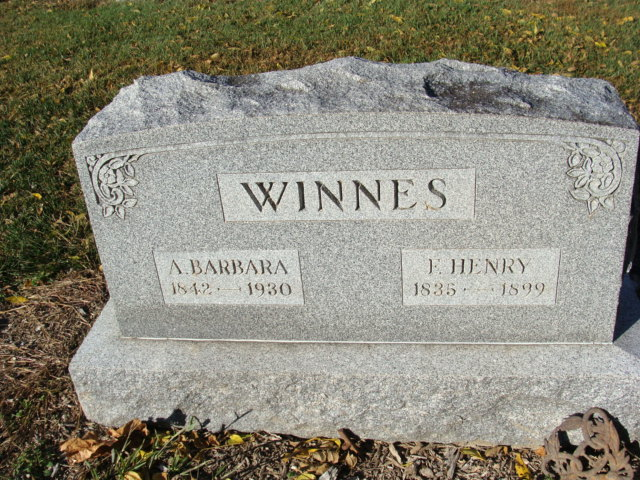 WINNES
A. BARBARA
1842 — 1930
F. HENRY
1835 — 1899